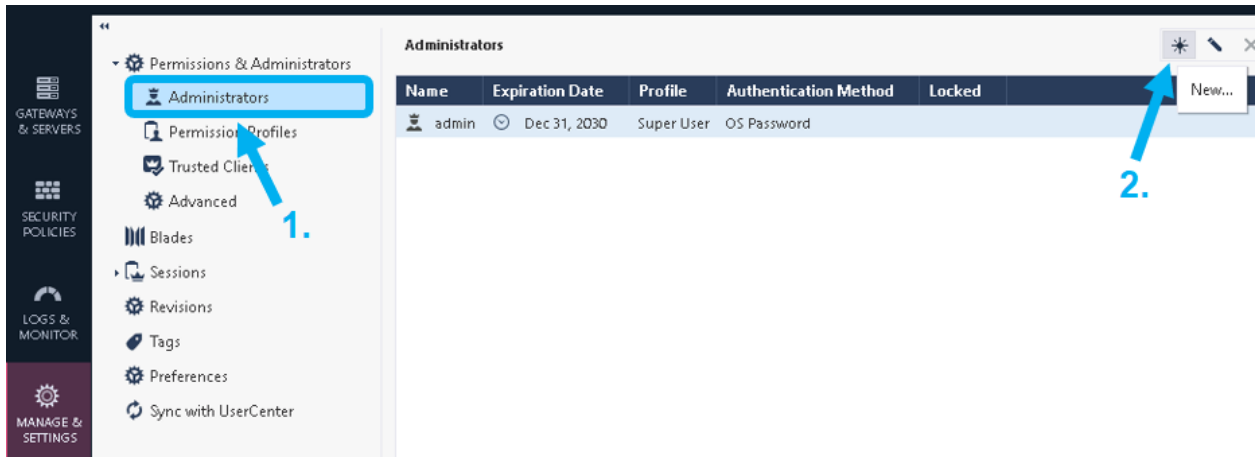 GATEWAYS
& SERVERS
SECURITY
POLICIES
LOGS &
MONITOR
MANAGE &
SETTINGS
Permissions & Administrators
Administrators
Permission Profiles
Trusted Clients
Advanced
Blades
Sessions
Revisions
Tags
Preferences
Sync with UserCenter
1.
Administrators
New...
Name Expiration Date Profile Authentication Method Locked
admin Dec 31, 2030 Super User OS Password
2.